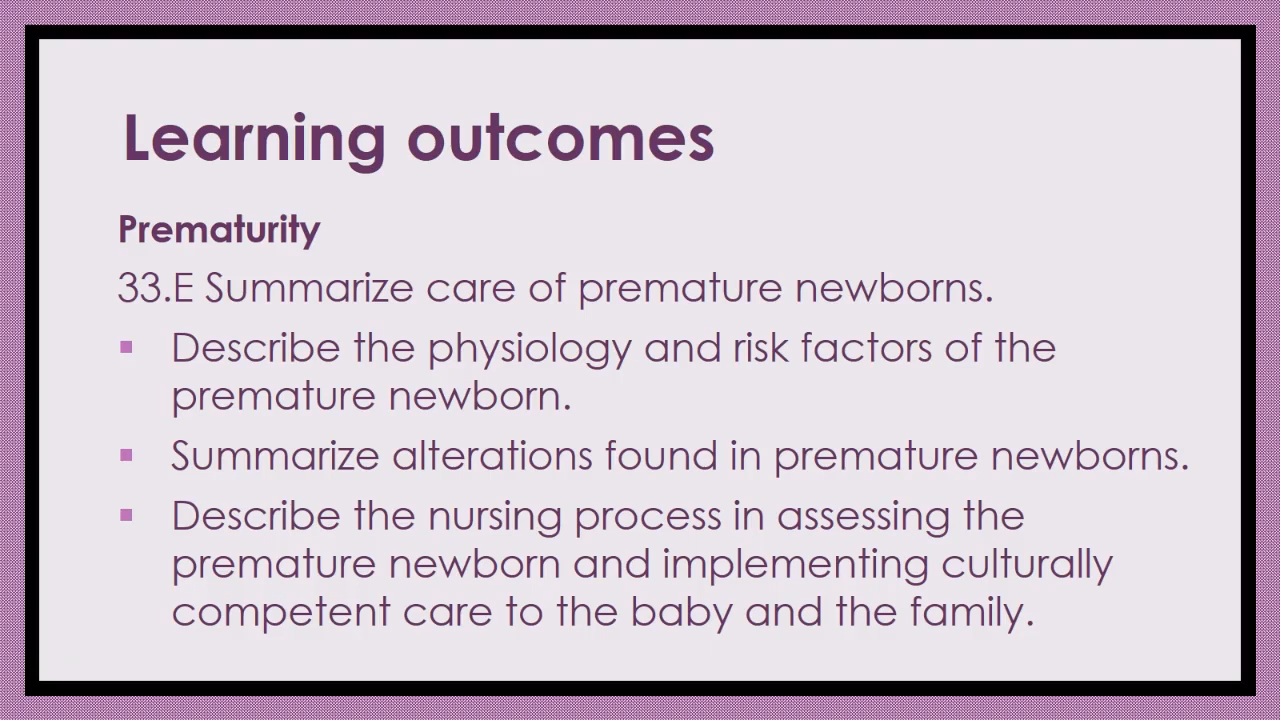 Learning outcomes
Prematurity
33.E Summarize care of premature newborns.
▪ Describe the physiology and risk factors of the
premature newborn.
▪ Summarize alterations found in premature newborns.
▪ Describe the nursing process in assessing the
premature newborn and implementing culturally
competent care to the baby and the family.